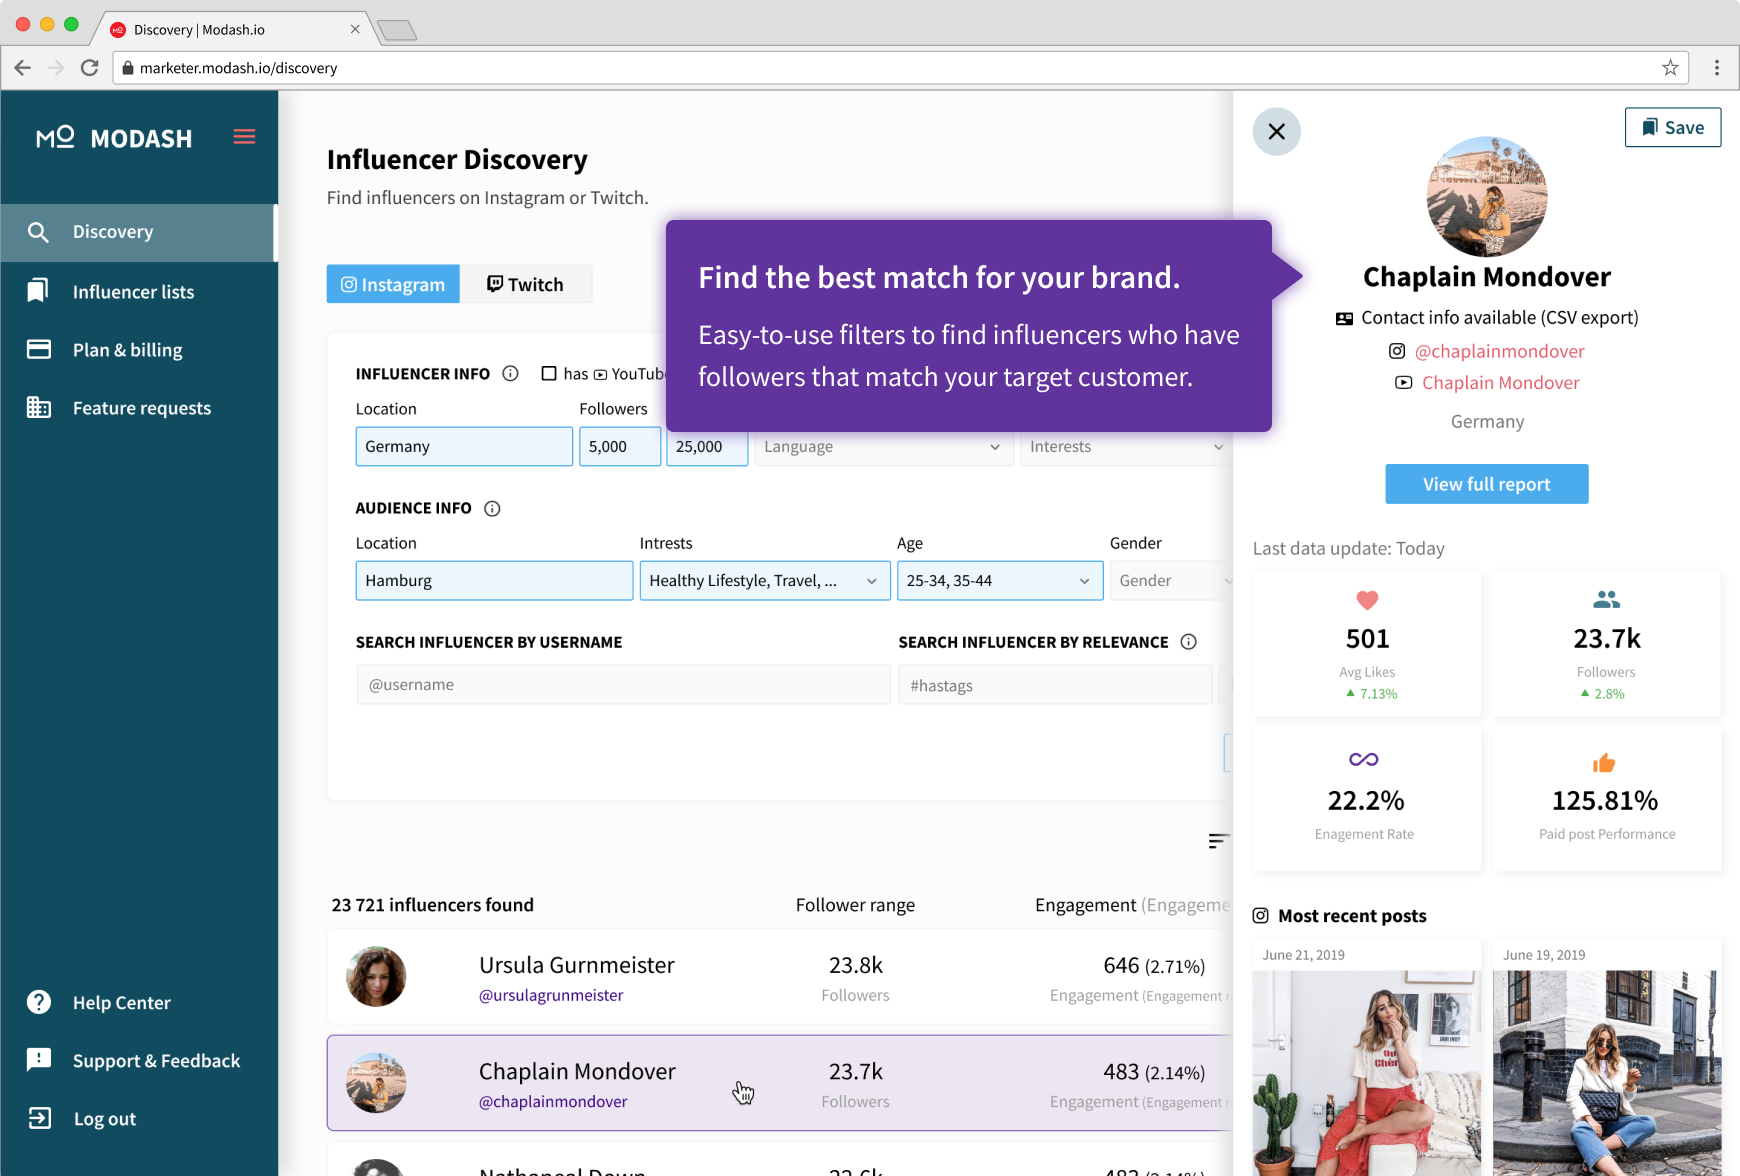 Discovery | Modash.io
marketer.modash.io/discovery
MODASH
Discovery
Influencer lists
Plan & billing
Feature requests
Help Center
Support & Feedback
Log out
Influencer Discovery
Find influencers on Instagram or Twitch.
Instagram
Twitch
Find the best match for your brand.
Easy-to-use filters to find influencers who have
followers that match your target customer.
INFLUENCER INFO
has YouTube
Location
Followers
Germany
5,000
25,000
Language
Interests
AUDIENCE INFO
Location
Intrests
Age
Gender
Hamburg
Healthy Lifestyle, Travel, ...
25-34, 35-44
Gender
SEARCH INFLUENCER BY USERNAME
SEARCH INFLUENCER BY RELEVANCE
@username
#hastags
23 721 influencers found
Follower range
Engagement (Engageme
Ursula Gurnmeister
@ursulagrunmeister
23.8k
Followers
646 (2.71%)
Engagement (Engagement r
Chaplain Mondover
@chaplainmondover
23.7k
Followers
483 (2.14%)
Engagement (Engagement r
Save
Chaplain Mondover
Contact info available (CSV export)
@chaplainmondover
Chaplain Mondover
Germany
View full report
Last data update: Today
501
Avg Likes
7.13%
23.7k
Followers
2.8%
22.2%
Enagement Rate
125.81%
Paid post Performance
Most recent posts
June 21, 2019
June 19, 2019